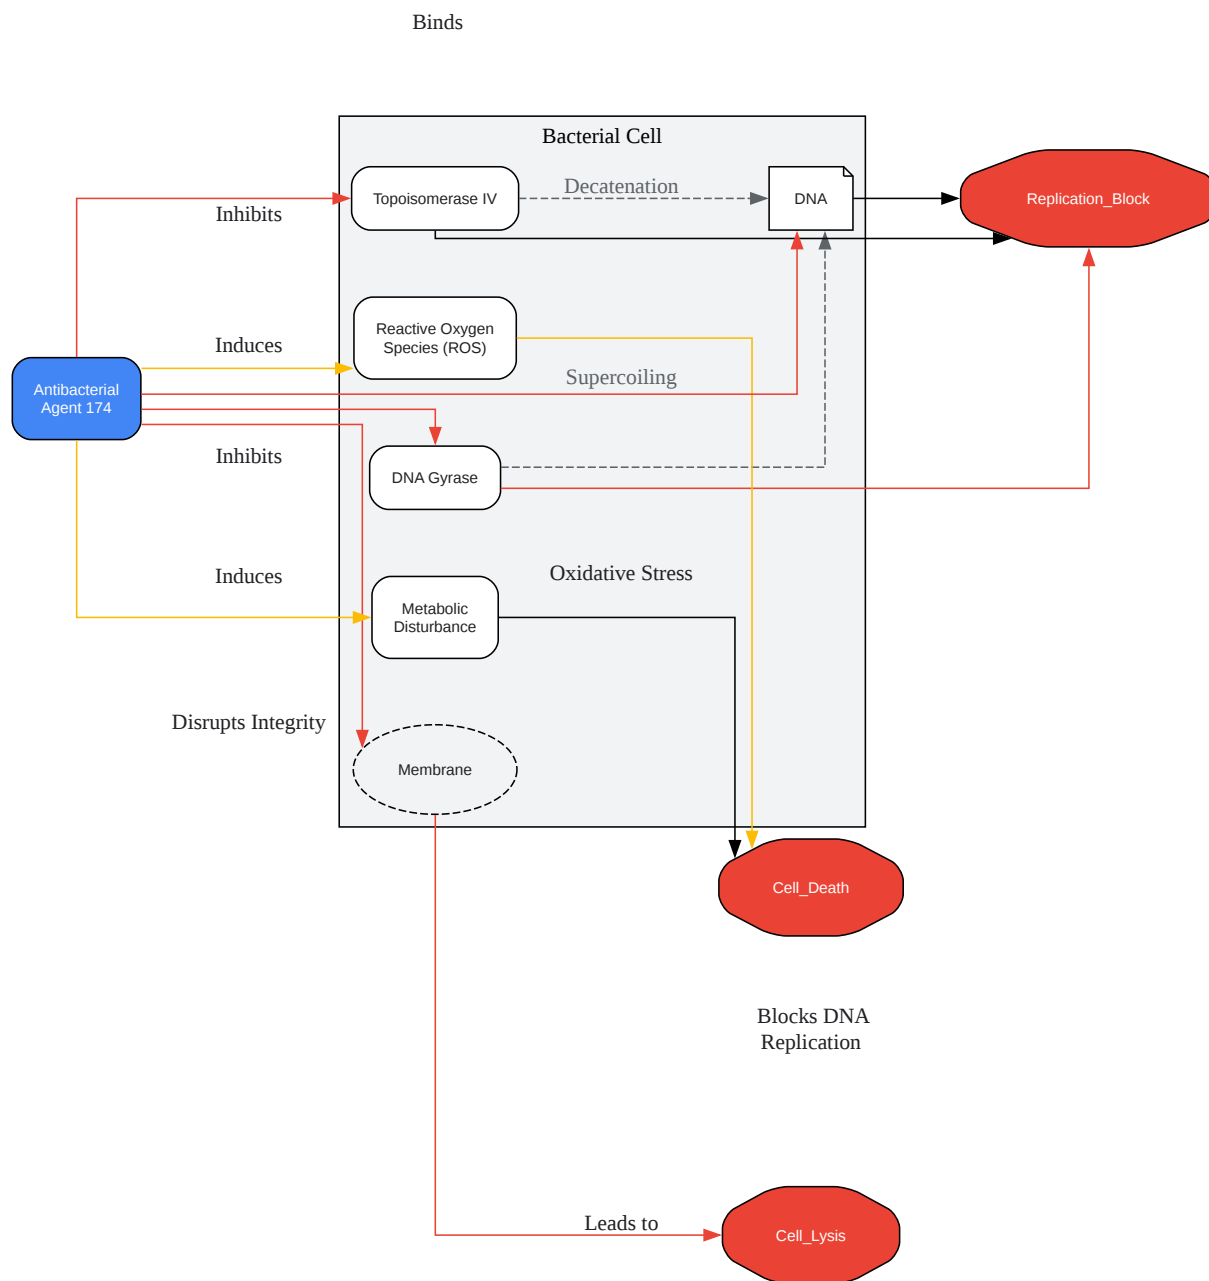 Binds
Bacterial Cell
Topoisomerase IV
Decatenation
DNA
Replication_Block
Inhibits
Reactive Oxygen
Species (ROS)
Induces
Supercoiling
Antibacterial
Agent 174
Inhibits
DNA Gyrase
Induces
Oxidative Stress
Metabolic
Disturbance
Disrupts Integrity
Membrane
Cell_Death
Blocks DNA
Replication
Leads to
Cell_Lysis